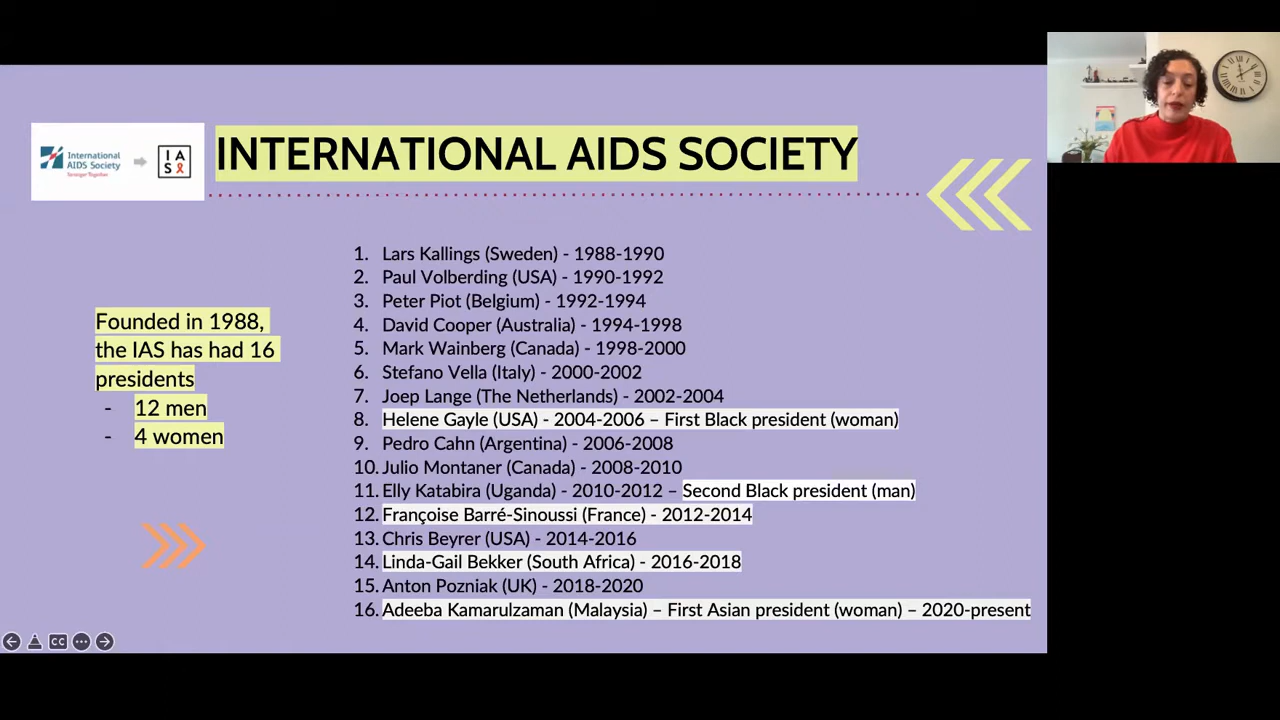 International
AIDS Society
Stronger Together
I A
S
INTERNATIONAL AIDS SOCIETY
Founded in 1988,
the IAS has had 16
presidents
- 12 men
- 4 women
1. Lars Kallings (Sweden) - 1988-1990
2. Paul Volberding (USA) - 1990-1992
3. Peter Piot (Belgium) - 1992-1994
4. David Cooper (Australia) - 1994-1998
5. Mark Wainberg (Canada) - 1998-2000
6. Stefano Vella (Italy) - 2000-2002
7. Joep Lange (The Netherlands) - 2002-2004
8. Helene Gayle (USA) - 2004-2006 – First Black president (woman)
9. Pedro Cahn (Argentina) - 2006-2008
10. Julio Montaner (Canada) - 2008-2010
11. Elly Katabira (Uganda) - 2010-2012 – Second Black president (man)
12. Françoise Barré-Sinoussi (France) - 2012-2014
13. Chris Beyrer (USA) - 2014-2016
14. Linda-Gail Bekker (South Africa) - 2016-2018
15. Anton Pozniak (UK) - 2018-2020
16. Adeeba Kamarulzaman (Malaysia) – First Asian president (woman) – 2020-present
CC